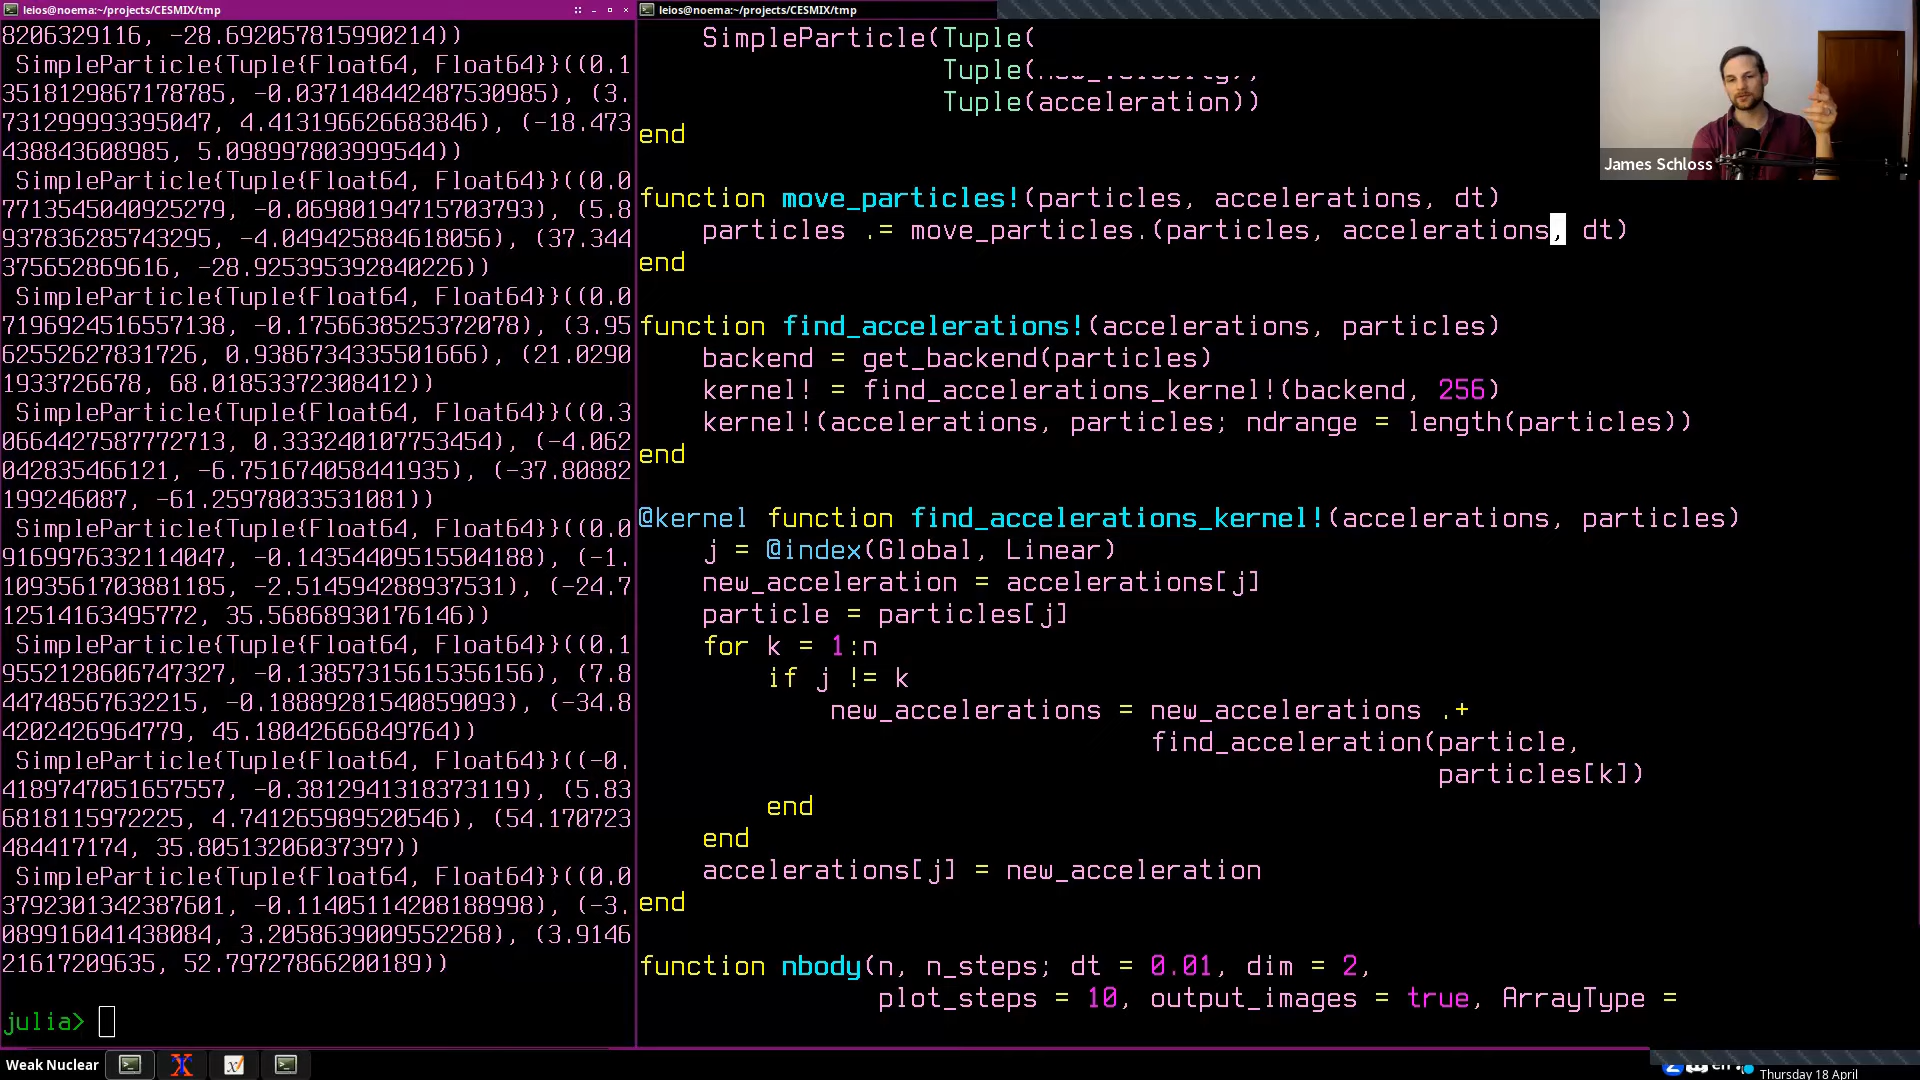 leios@noema:~/projects/CESMIX/tmp
8206329116, -28.692057815990214))
SimpleParticle{Tuple{Float64, Float64}}((0.1
3518129867178785, -0.037148442487530985), (3.
731299993395047, 4.413196626683846), (-18.473
438843608985, 5.098997803999544))
SimpleParticle{Tuple{Float64, Float64}}((0.0
7713545040925279, -0.06980194715703793), (5.8
937836285743295, -4.049425884618056), (37.344
375652869616, -28.925395392840226))
SimpleParticle{Tuple{Float64, Float64}}((0.0
7196924516557138, -0.1756638525372078), (3.95
62552627831726, 0.9386734335501666), (21.0290
1933726678, 68.01853372308412))
SimpleParticle{Tuple{Float64, Float64}}((0.3
0664427587772713, 0.333240107753454), (-4.062
042835466121, -6.751674058441935), (-37.80882
199246087, -61.25978033531081))
SimpleParticle{Tuple{Float64, Float64}}((0.0
9169976332114047, -0.14354409515504188), (-1.
1093561703881185, -2.514594288937531), (-24.7
12514163495772, 35.56868930176146))
SimpleParticle{Tuple{Float64, Float64}}((0.1
9552128606747327, -0.13857315615356156), (7.8
44748567632215, -0.18889281540859093), (-34.8
4202426964779, 45.18042666849764))
SimpleParticle{Tuple{Float64, Float64}}((-0.
4189747051657557, -0.3812941318373119), (5.83
6818115972225, 4.741265989520546), (54.170723
484417174, 35.80513206037397))
SimpleParticle{Tuple{Float64, Float64}}((0.0
3792301342387601, -0.11405114208188998), (-3.
089916041438084, 3.2058639009552268), (3.9146
21617209635, 52.79727866200189))
julia>
leios@noema:~/projects/CESMIX/tmp
SimpleParticle(Tuple(
Tuple(new_velocity),
Tuple(acceleration))
end
function move_particles!(particles, accelerations, dt)
particles .= move_particles.(particles, accelerations, dt)
end
function find_accelerations!(accelerations, particles)
backend = get_backend(particles)
kernel! = find_accelerations_kernel!(backend, 256)
kernel!(accelerations, particles; ndrange = length(particles))
end
@kernel function find_accelerations_kernel!(accelerations, particles)
j = @index(Global, Linear)
new_acceleration = accelerations[j]
particle = particles[j]
for k = 1:n
if j != k
new_accelerations = new_accelerations .+
find_acceleration(particle,
particles[k])
end
end
accelerations[j] = new_acceleration
end
function nbody(n, n_steps; dt = 0.01, dim = 2,
plot_steps = 10, output_images = true, ArrayType =
James Schloss
Weak Nuclear
Thursday 18 April